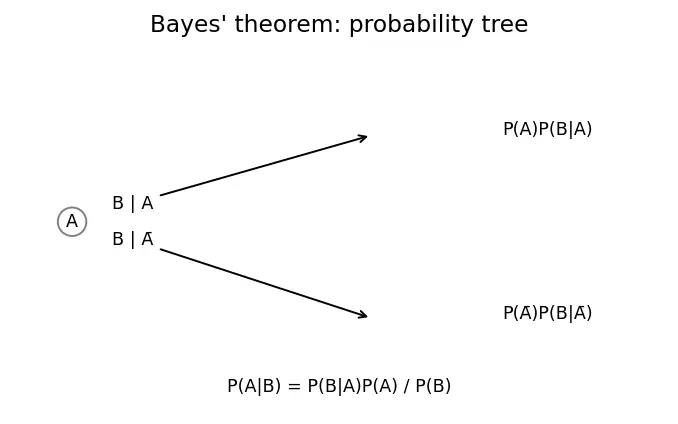 Bayes' theorem: probability tree
P(A)P(B|A)
B | A
A
B | A̅
P(A̅)P(B|A̅)
P(A|B) = P(B|A)P(A) / P(B)